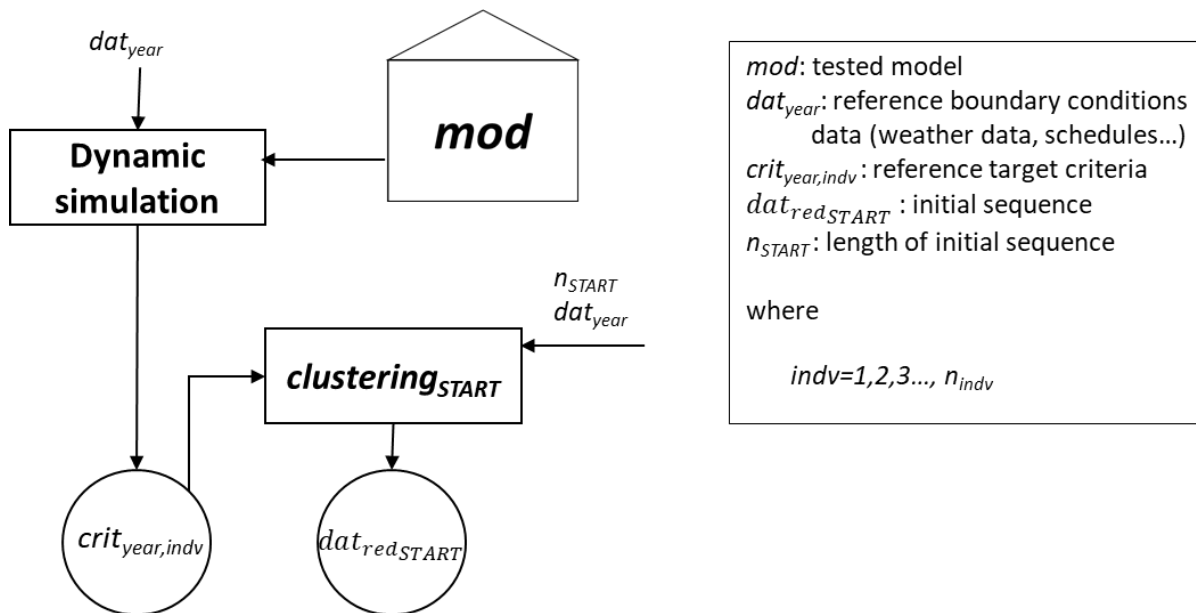 dat_year
mod
Dynamic
simulation
n_START
dat_year
clustering_START
crit_year,indv
dat_red_START
mod: tested model
dat_year: reference boundary conditions
data (weather data, schedules...)
crit_year,indv : reference target criteria
dat_red_START : initial sequence
n_START : length of initial sequence
where
indv=1,2,3..., n_indv